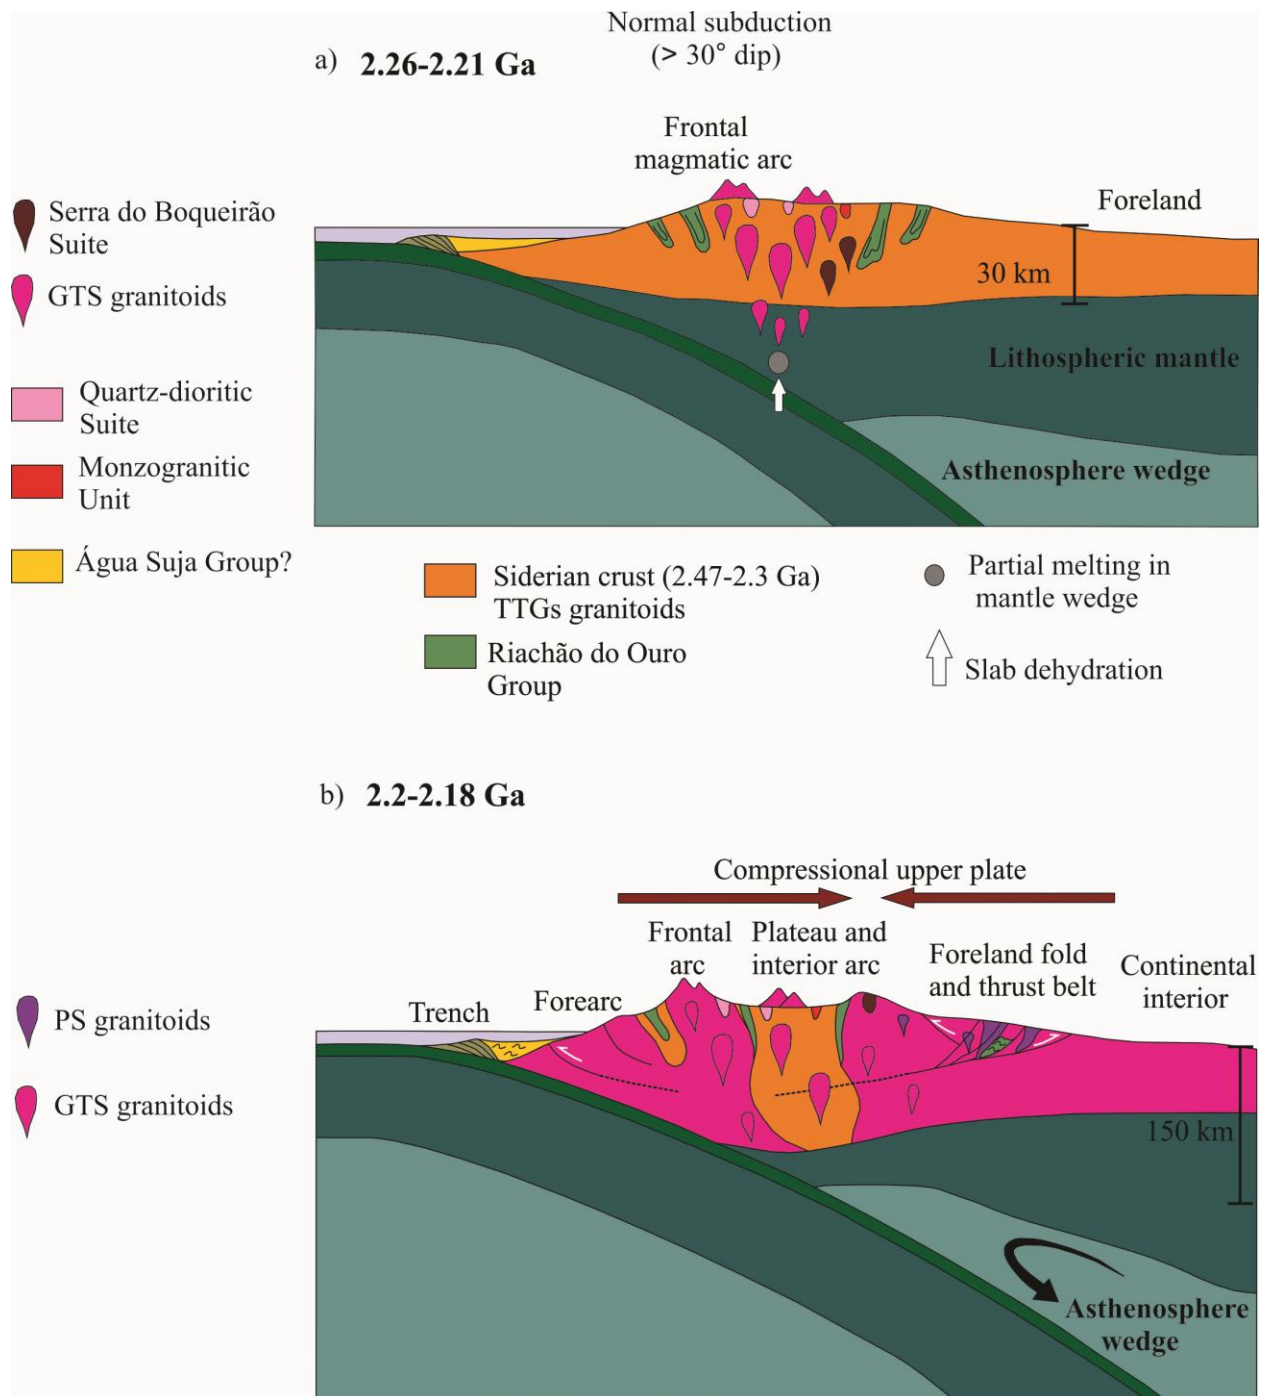 Normal subduction
(> 30° dip)
a) 2.26-2.21 Ga
Frontal
magmatic arc
Foreland
Serra do Boqueirão
Suite
GTS granitoids
30 km
Lithospheric mantle
Quartz-dioritic
Suite
Monzogranitic
Unit
Asthenosphere wedge
Água Suja Group?
Siderian crust (2.47-2.3 Ga)
TTGs granitoids
Riachão do Ouro
Group
Partial melting in
mantle wedge
Slab dehydration
b) 2.2-2.18 Ga
Compressional upper plate
Frontal
arc
Plateau and
interior arc
Foreland fold
and thrust belt
Continental
interior
Trench
Forearc
PS granitoids
GTS granitoids
150 km
Asthenosphere
wedge